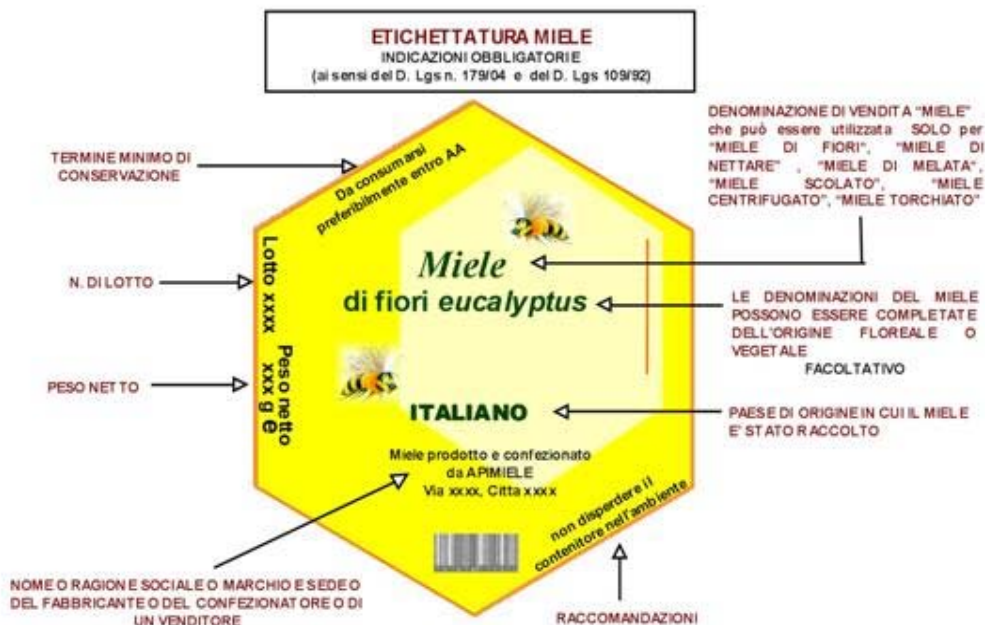 ETICHETTATURA MIELE
INDICAZIONI OBBLIGATORIE
(ai sensi del D. Lgs n. 179/04 e del D. Lgs 109/92)
TERMINE MINIMO DI
CONSERVAZIONE
Da consumarsi
preferibilmente entro AA
DENOMINAZIONE DI VENDITA "MIELE"
che può essere utilizzata SOLO per
"MIELE DI FIORI", "MIELE DI
NETTARE" , "MIELE DI MELATA",
"MIELE SCOLATO", "MIELE
CENTRIFUGATO", "MIELE TORCHIATO"
N. DI LOTTO
Lotto xxxx
Miele
di fiori eucalyptus
LE DENOMINAZIONI DEL MIELE
POSSONO ESSERE COMPLETATE
DELL'ORIGINE FLOREALE O
VEGETALE
FACOLTATIVO
PESO NETTO
Peso netto
xxx g e
ITALIANO
PAESE DI ORIGINE IN CUI IL MIELE
E' STATO RACCOLTO
Miele prodotto e confezionato
da APIMIELE
Via xxxx, Citta xxxx
non disperdere il
contenitore nell'ambiente
NOME O RAGIONE SOCIALE O MARCHIO E SEDE O
DEL FABBRICANTE O DEL CONFEZIONATORE O DI
UN VENDITORE
RACCOMANDAZIONI